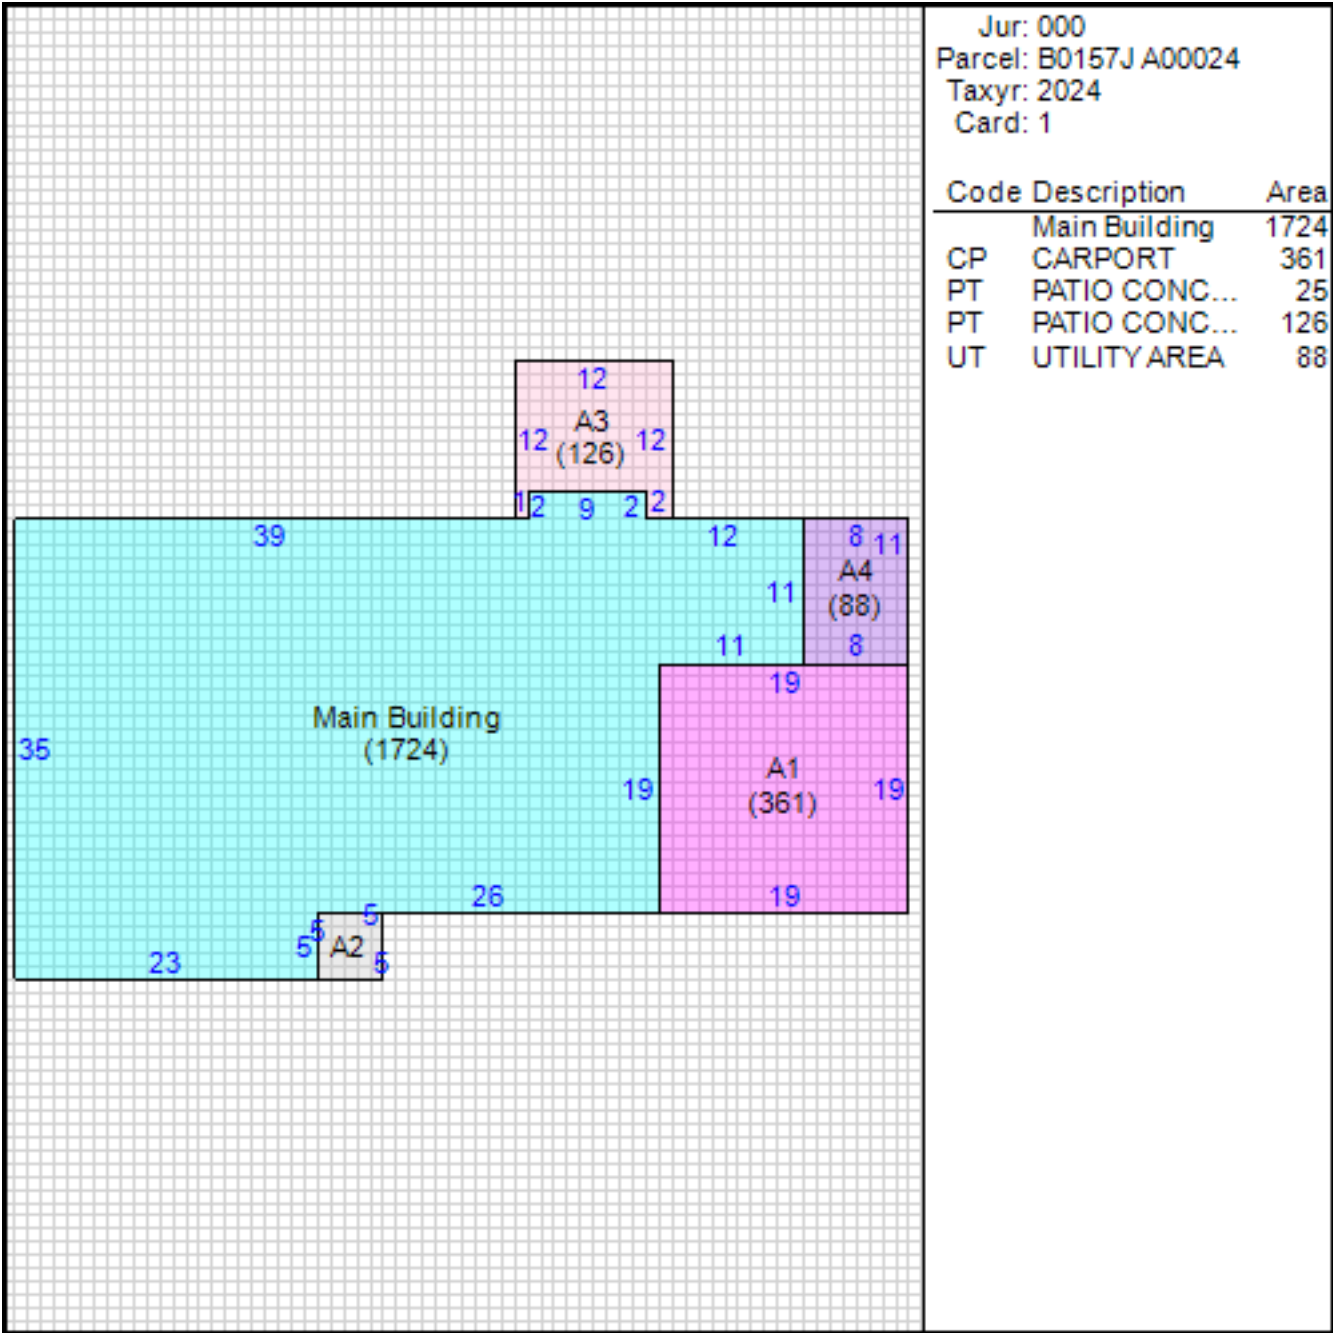 Jur: 000
Parcel: B0157J A00024
Taxyr: 2024
Card: 1
Code Description Area
Main Building 1724
CP CARPORT 361
PT PATIO CONC... 25
PT PATIO CONC... 126
UT UTILITY AREA 88
12
A3
12 12
(126)
1 2 9 2 2
39 12 8 11
A4
11 (88)
11 8
19
Main Building
(1724)
35
A1
19 19
(361)
26 19
5
5
5 A2
23 5